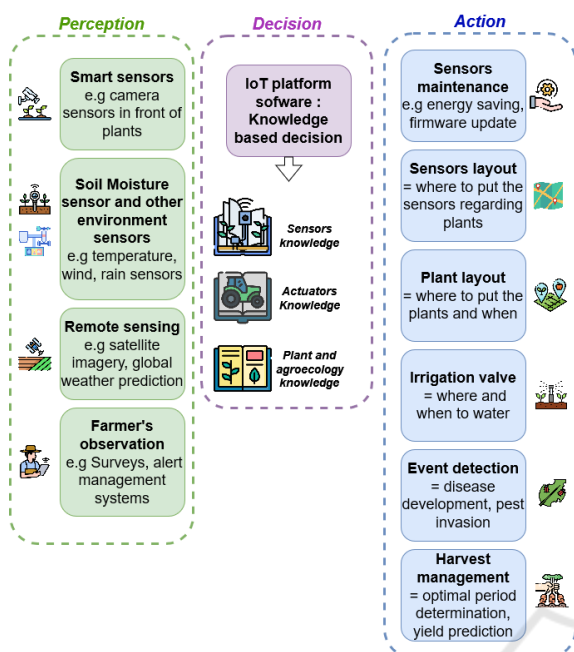 Perception
Smart sensors
e.g camera
sensors in front of
plants
Soil Moisture
sensor and other
environment
sensors
e.g temperature,
wind, rain sensors
Remote sensing
e.g satellite
imagery, global
weather prediction
Farmer's
observation
e.g Surveys, alert
management
systems
Decision
IoT platform
sofware :
Knowledge
based decision
Sensors
knowledge
Actuators
Knowledge
Plant and
agroecology
knowledge
Action
Sensors
maintenance
e.g energy saving,
firmware update
Sensors layout
= where to put the
sensors regarding
plants
Plant layout
= where to put the
plants and when
Irrigation valve
= where and
when to water
Event detection
= disease
development, pest
invasion
Harvest
management
= optimal period
determination,
yield prediction